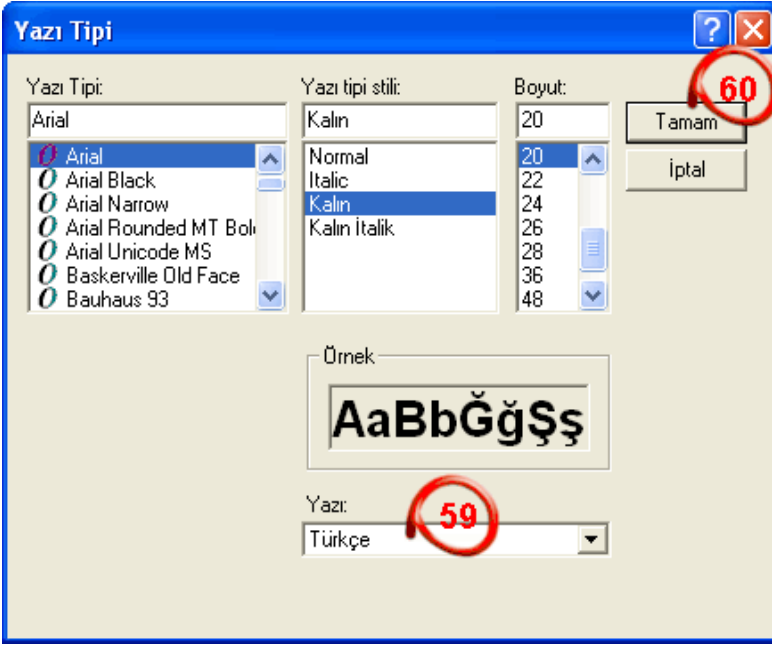 Yazı Tipi
Yazı Tipi:
Arial
Arial
Arial Black
Arial Narrow
Arial Rounded MT Bol
Arial Unicode MS
Baskerville Old Face
Bauhaus 93
Yazı tipi stili:
Kalın
Normal
Italic
Kalın
Kalın İtalik
Boyut:
20
20
22
24
26
28
36
48
60
Tamam
İptal
Örnek
AaBbĞğŞş
Yazı:
59
Türkçe